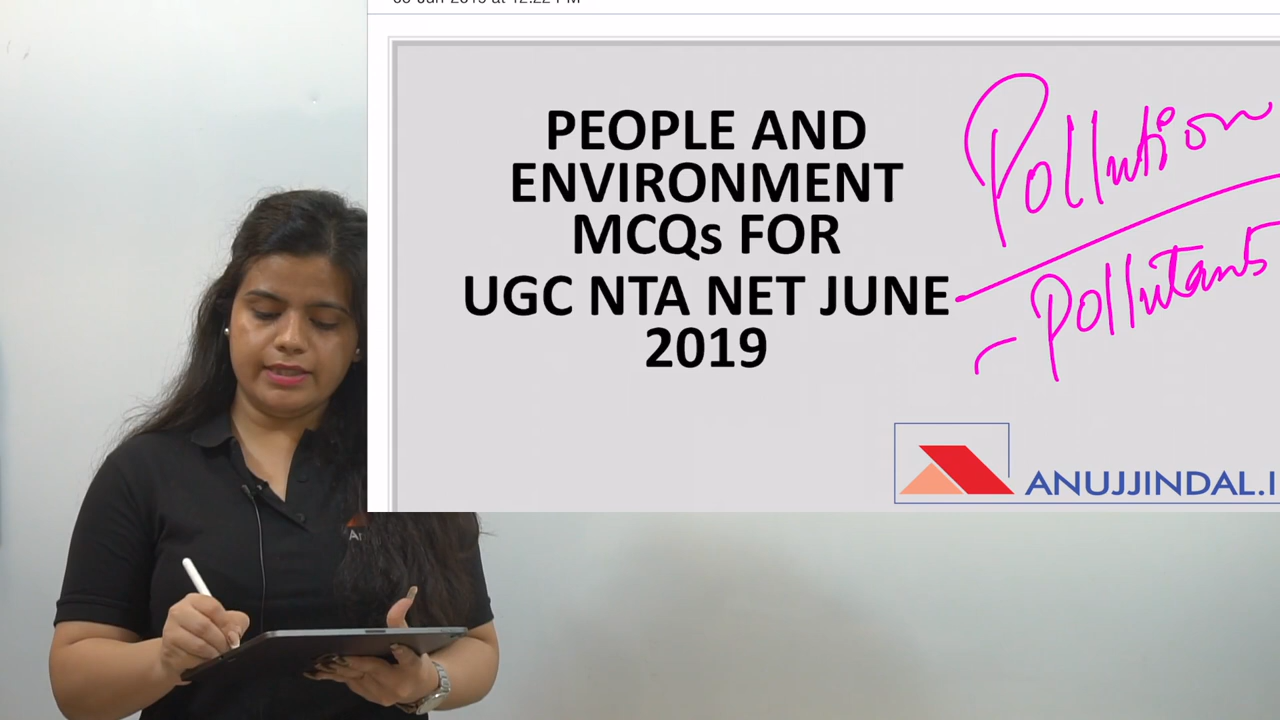 PEOPLE AND
ENVIRONMENT
MCQs FOR
UGC NTA NET JUNE
2019
Pollution
Pollutants
ANUJJINDAL.I